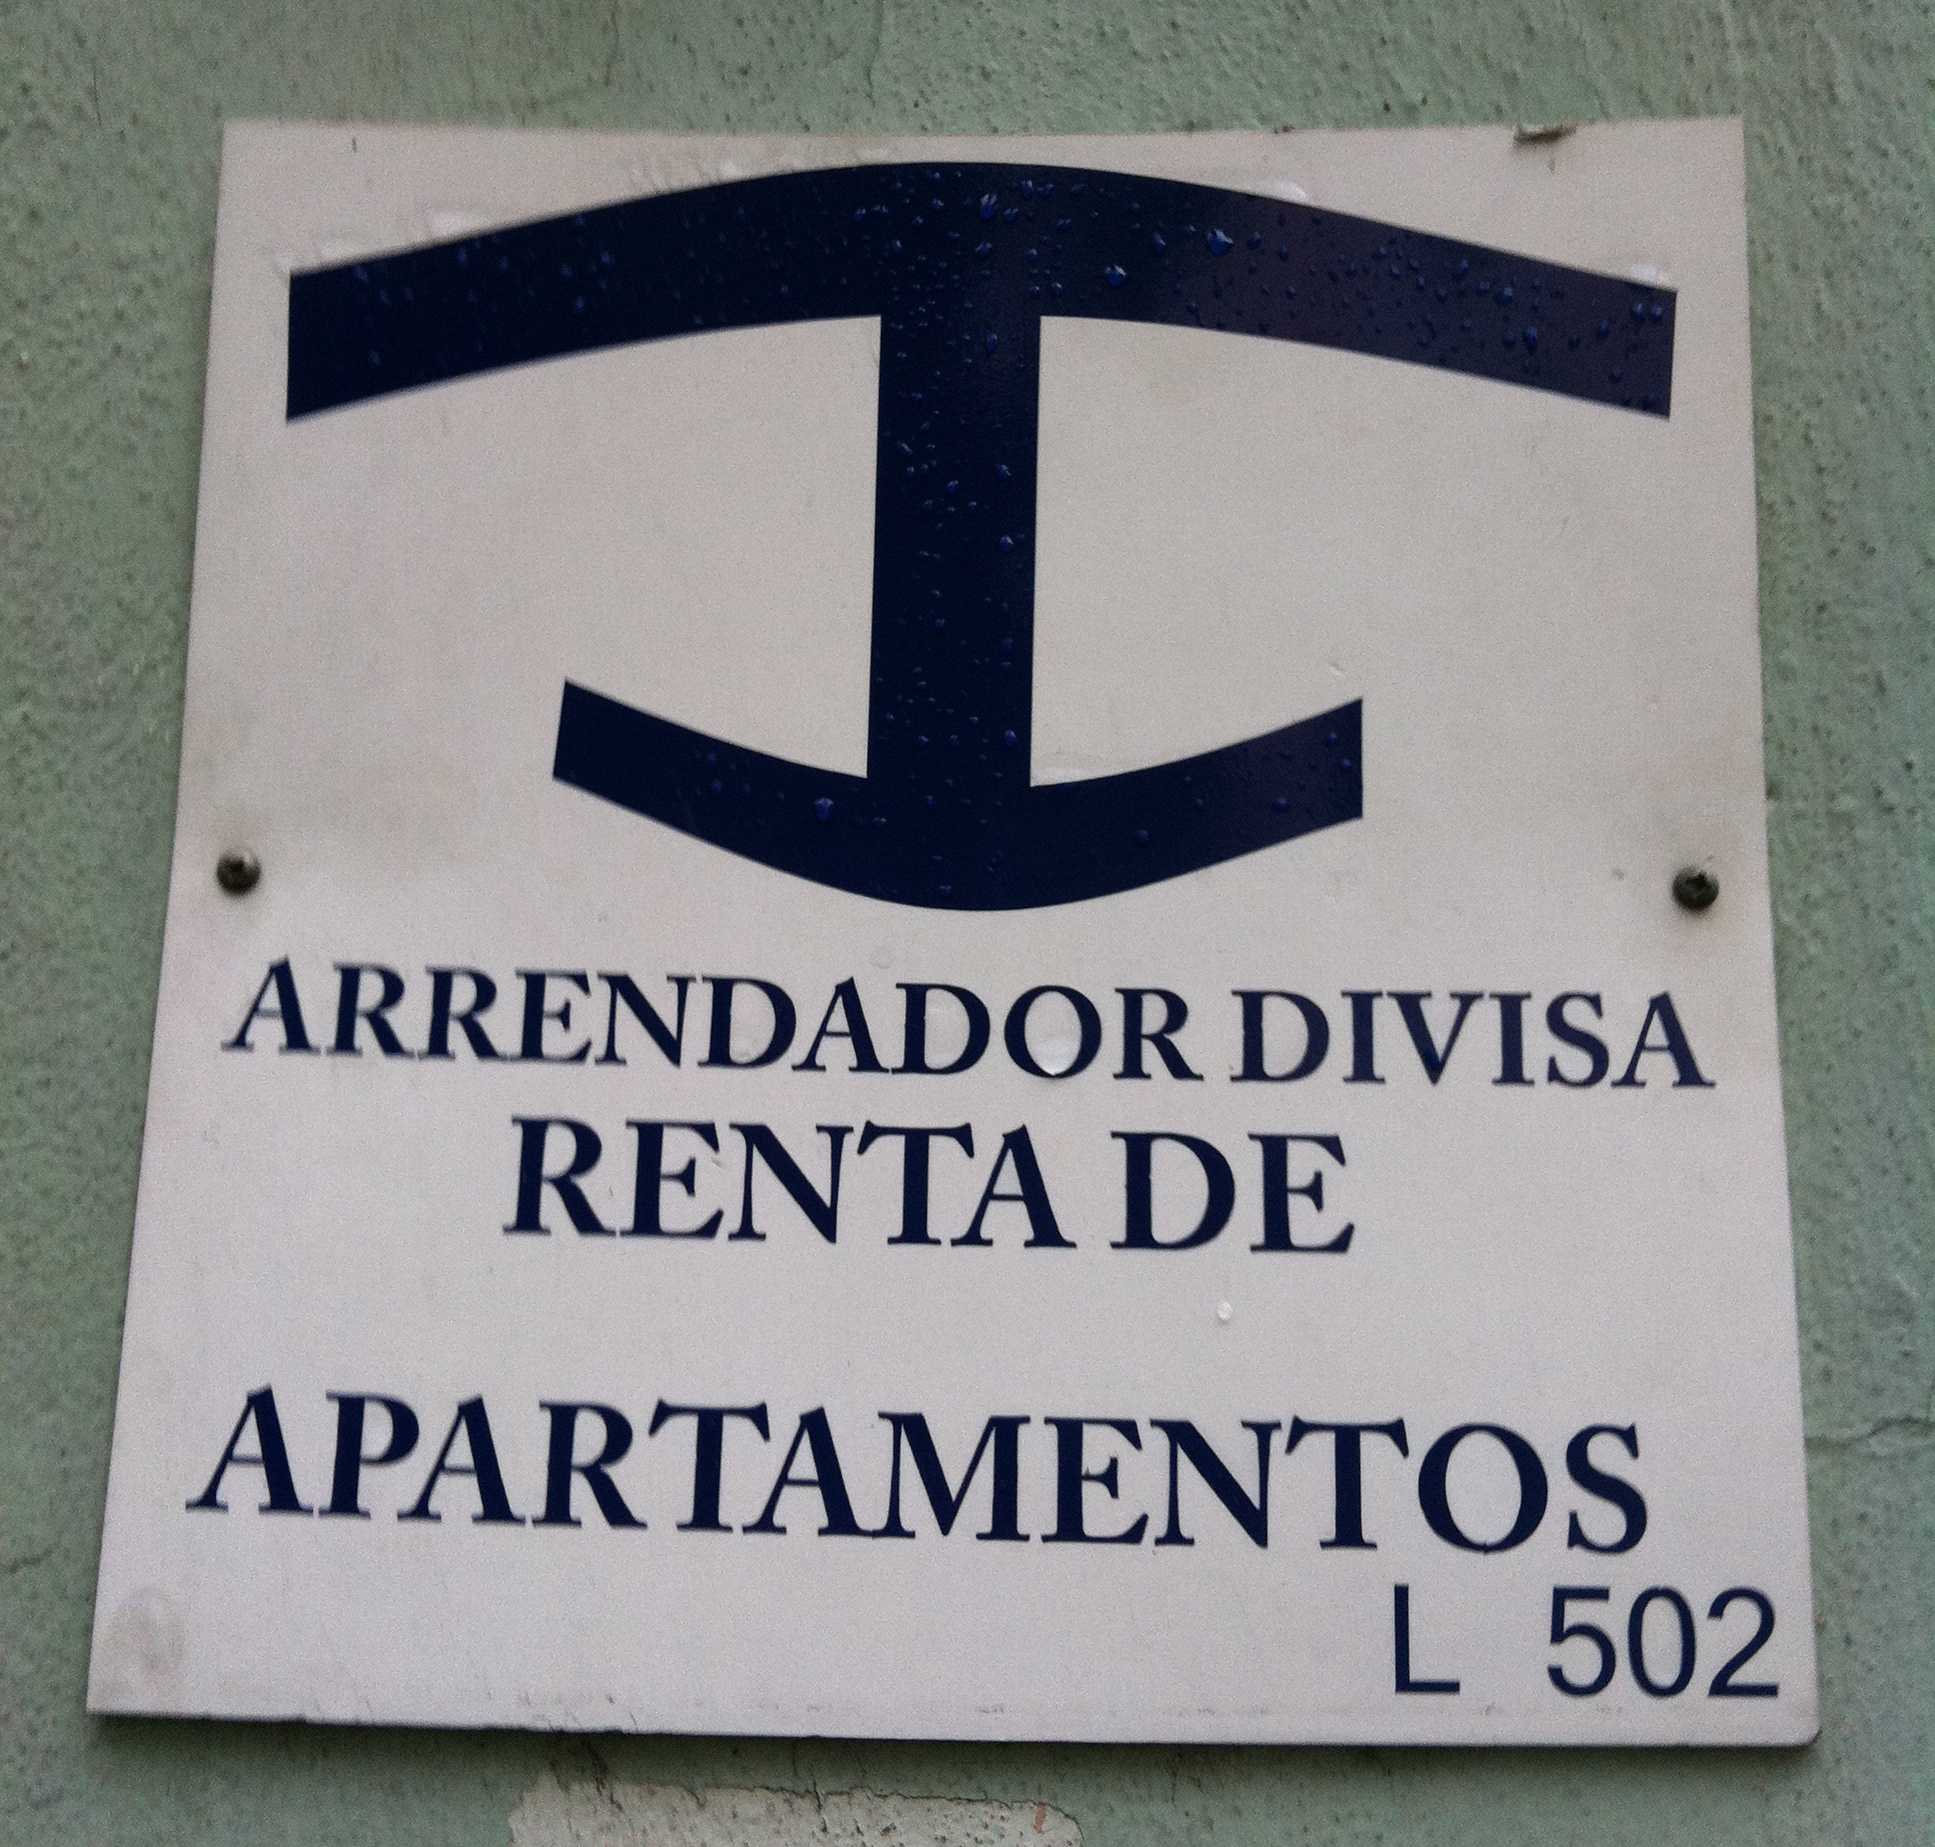 ARRENDADOR DIVISA
RENTA DE
APARTAMENTOS
L 502